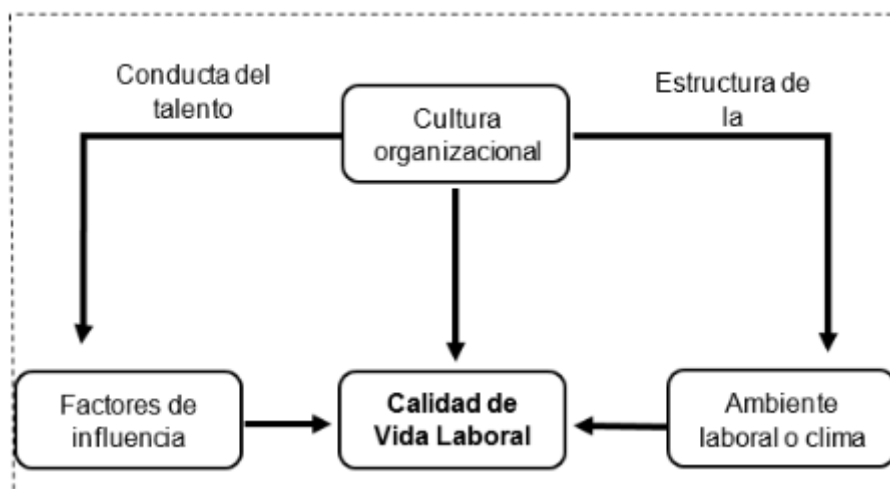 Conducta del
talento
Cultura
organizacional
Estructura de
la
Factores de
influencia
Calidad de
Vida Laboral
Ambiente
laboral o clima